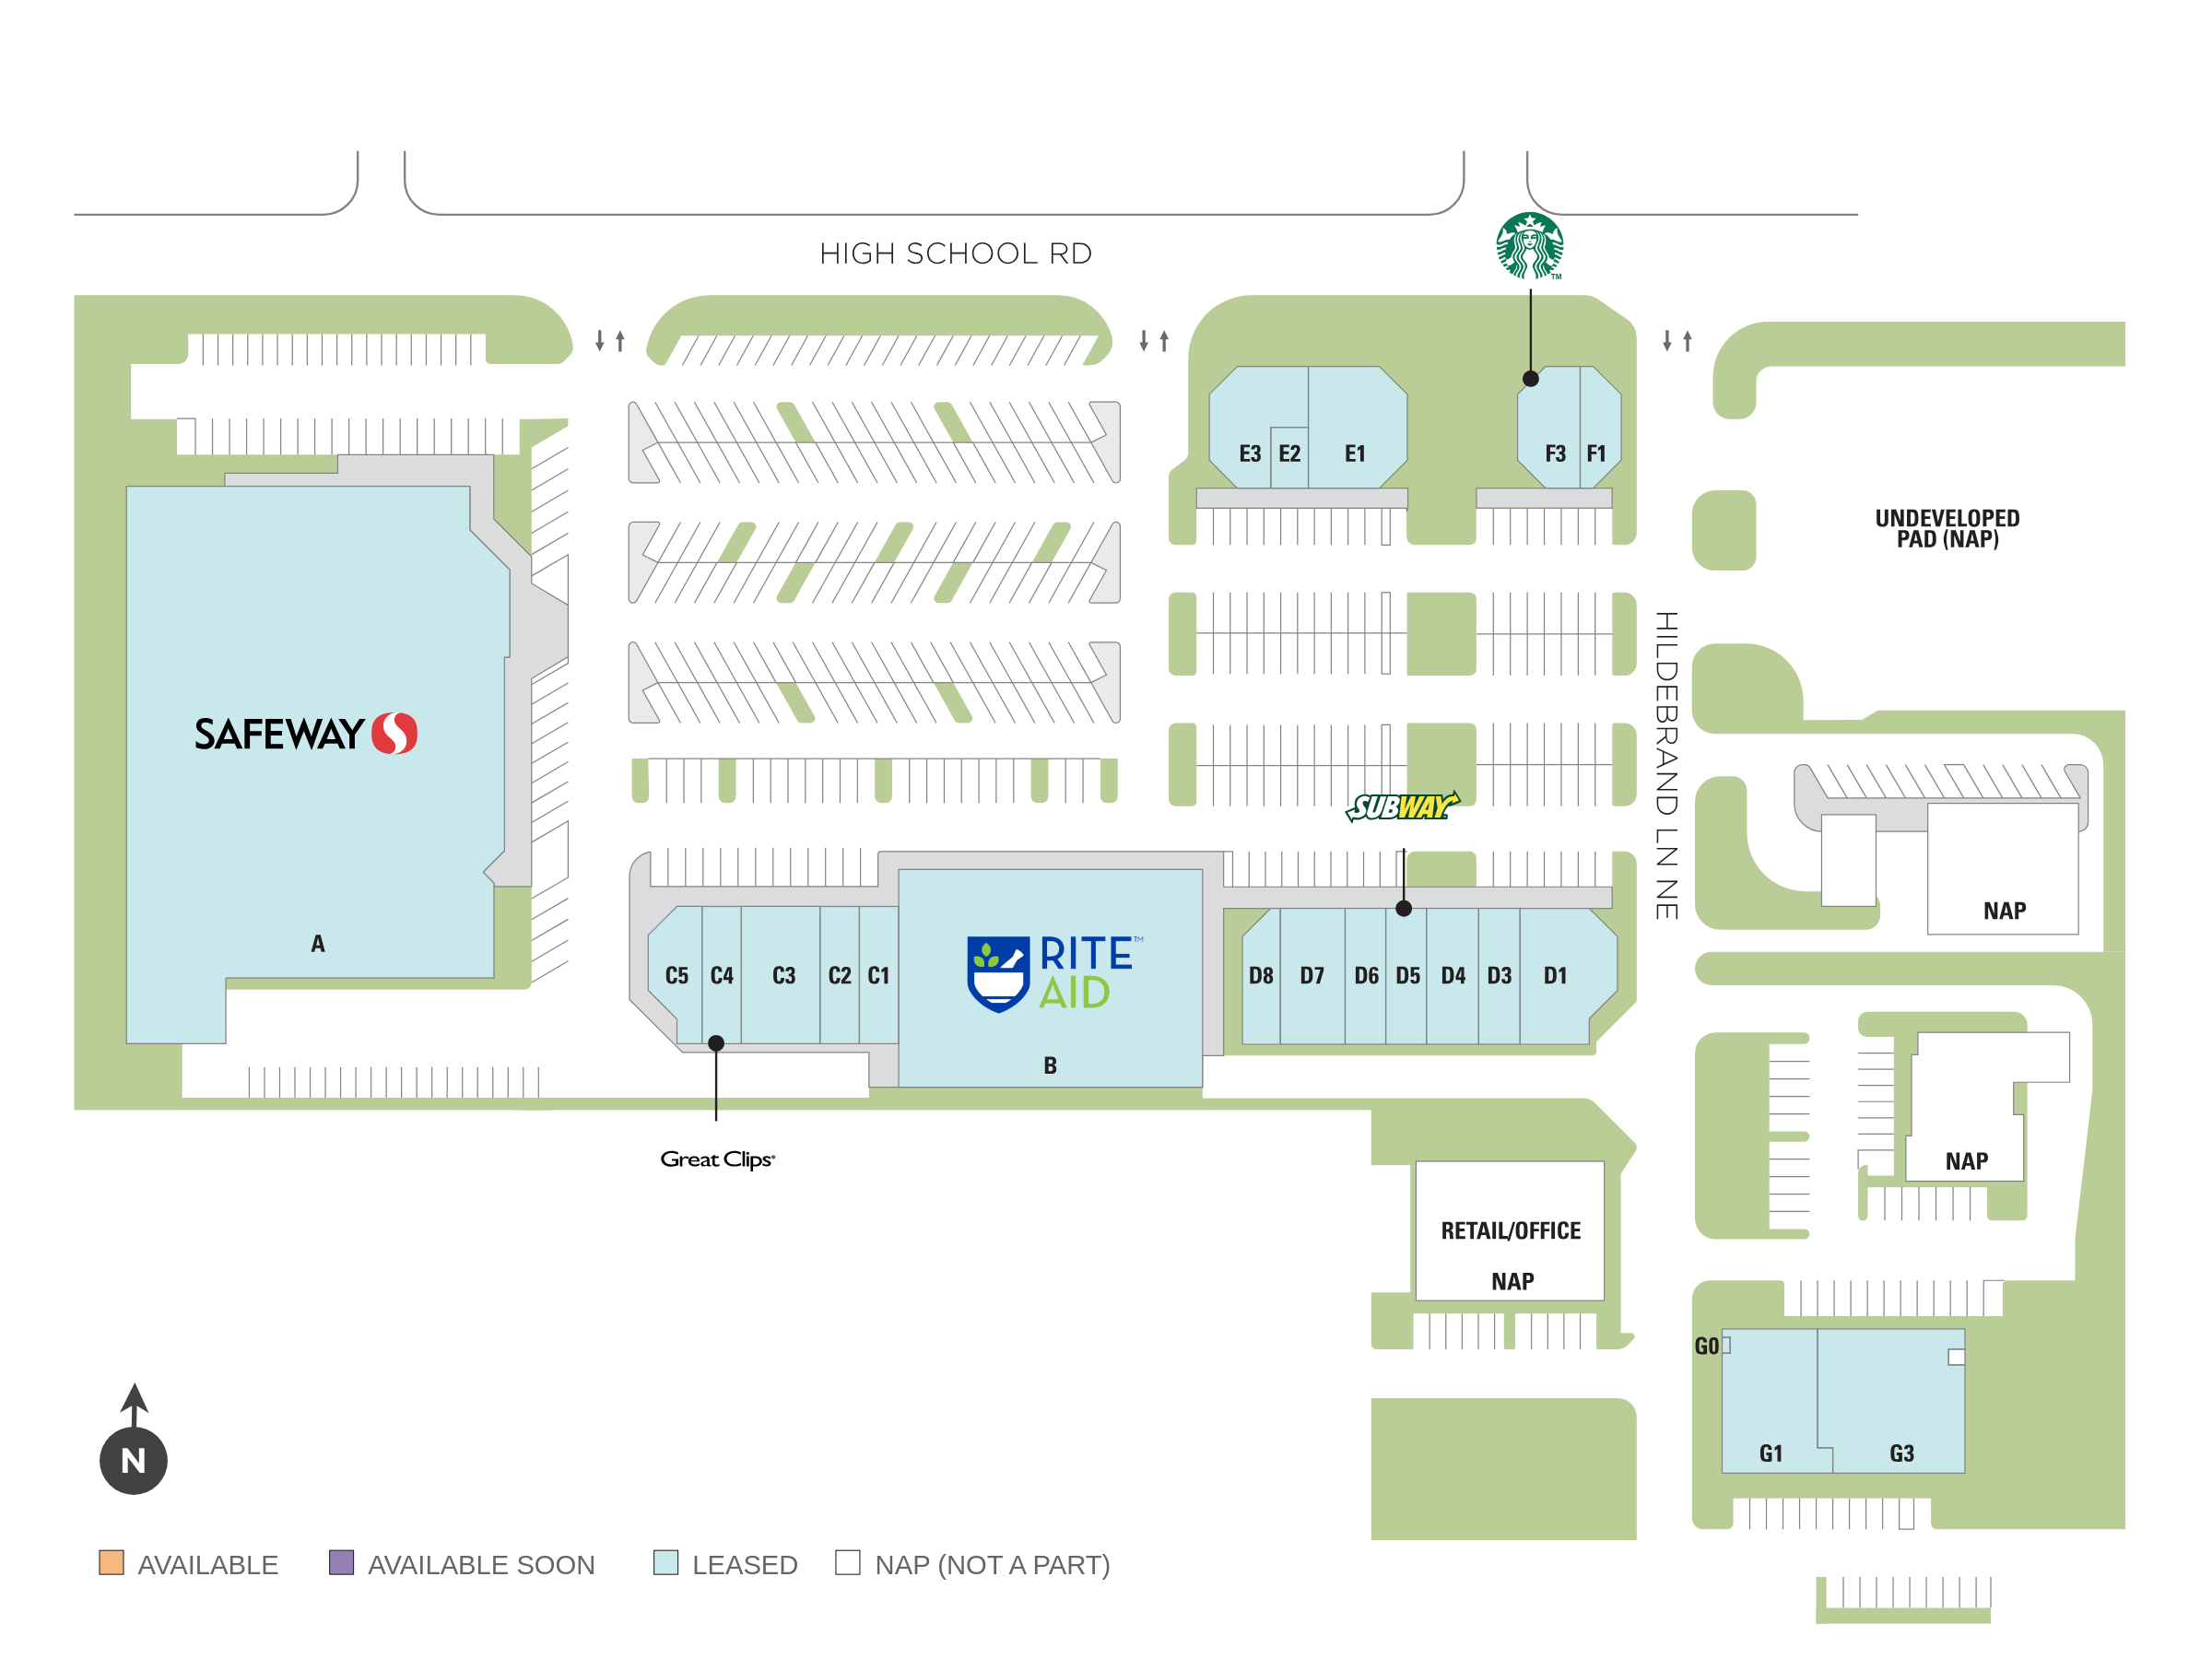 HIGH SCHOOL RD
TM
E3
E2
E1
F3
F1
UNDEVELOPED
PAD (NAP)
HILDEBRAND LN NE
SAFEWAY
SUBWAY
NAP
A
C5
C4
C3
C2
C1
RITE
AID
TM
B
D8
D7
D6
D5
D4
D3
D1
NAP
Great Clips®
RETAIL/OFFICE
NAP
G0
G1
G3
N
AVAILABLE
AVAILABLE SOON
LEASED
NAP (NOT A PART)